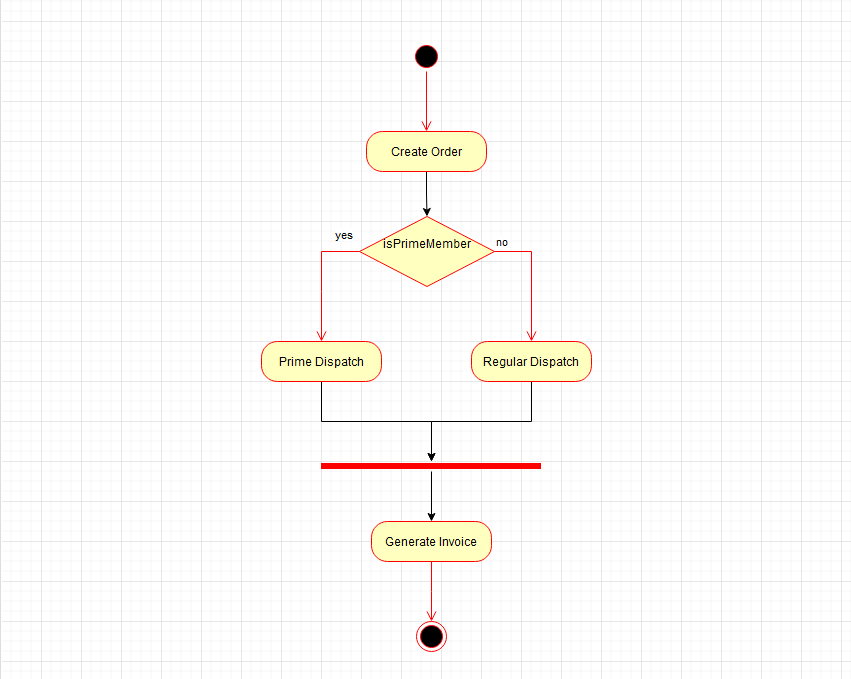 Create Order
isPrimeMember
yes
no
Prime Dispatch
Regular Dispatch
Generate Invoice